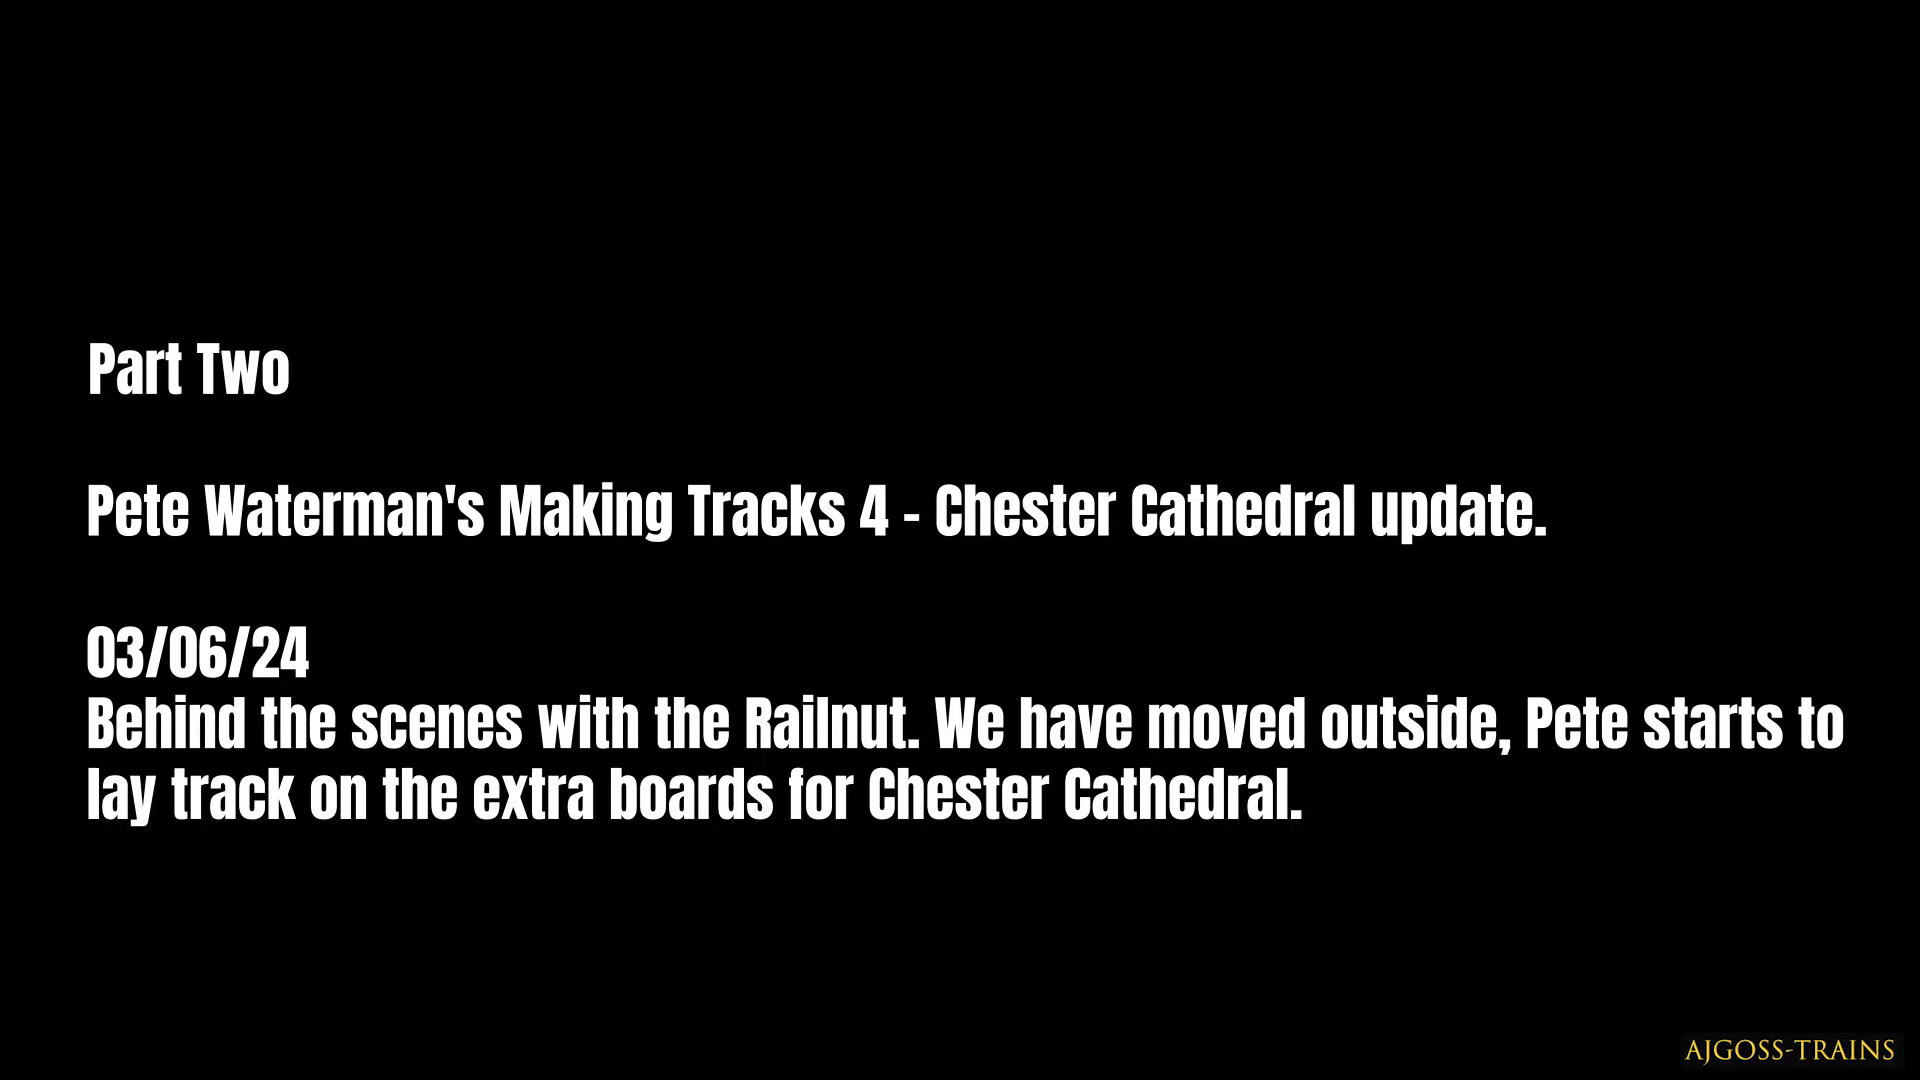 Part Two
Pete Waterman's Making Tracks 4 - Chester Cathedral update.
03/06/24
Behind the scenes with the Railnut. We have moved outside, Pete starts to
lay track on the extra boards for Chester Cathedral.
AJGOSS-TRAINS